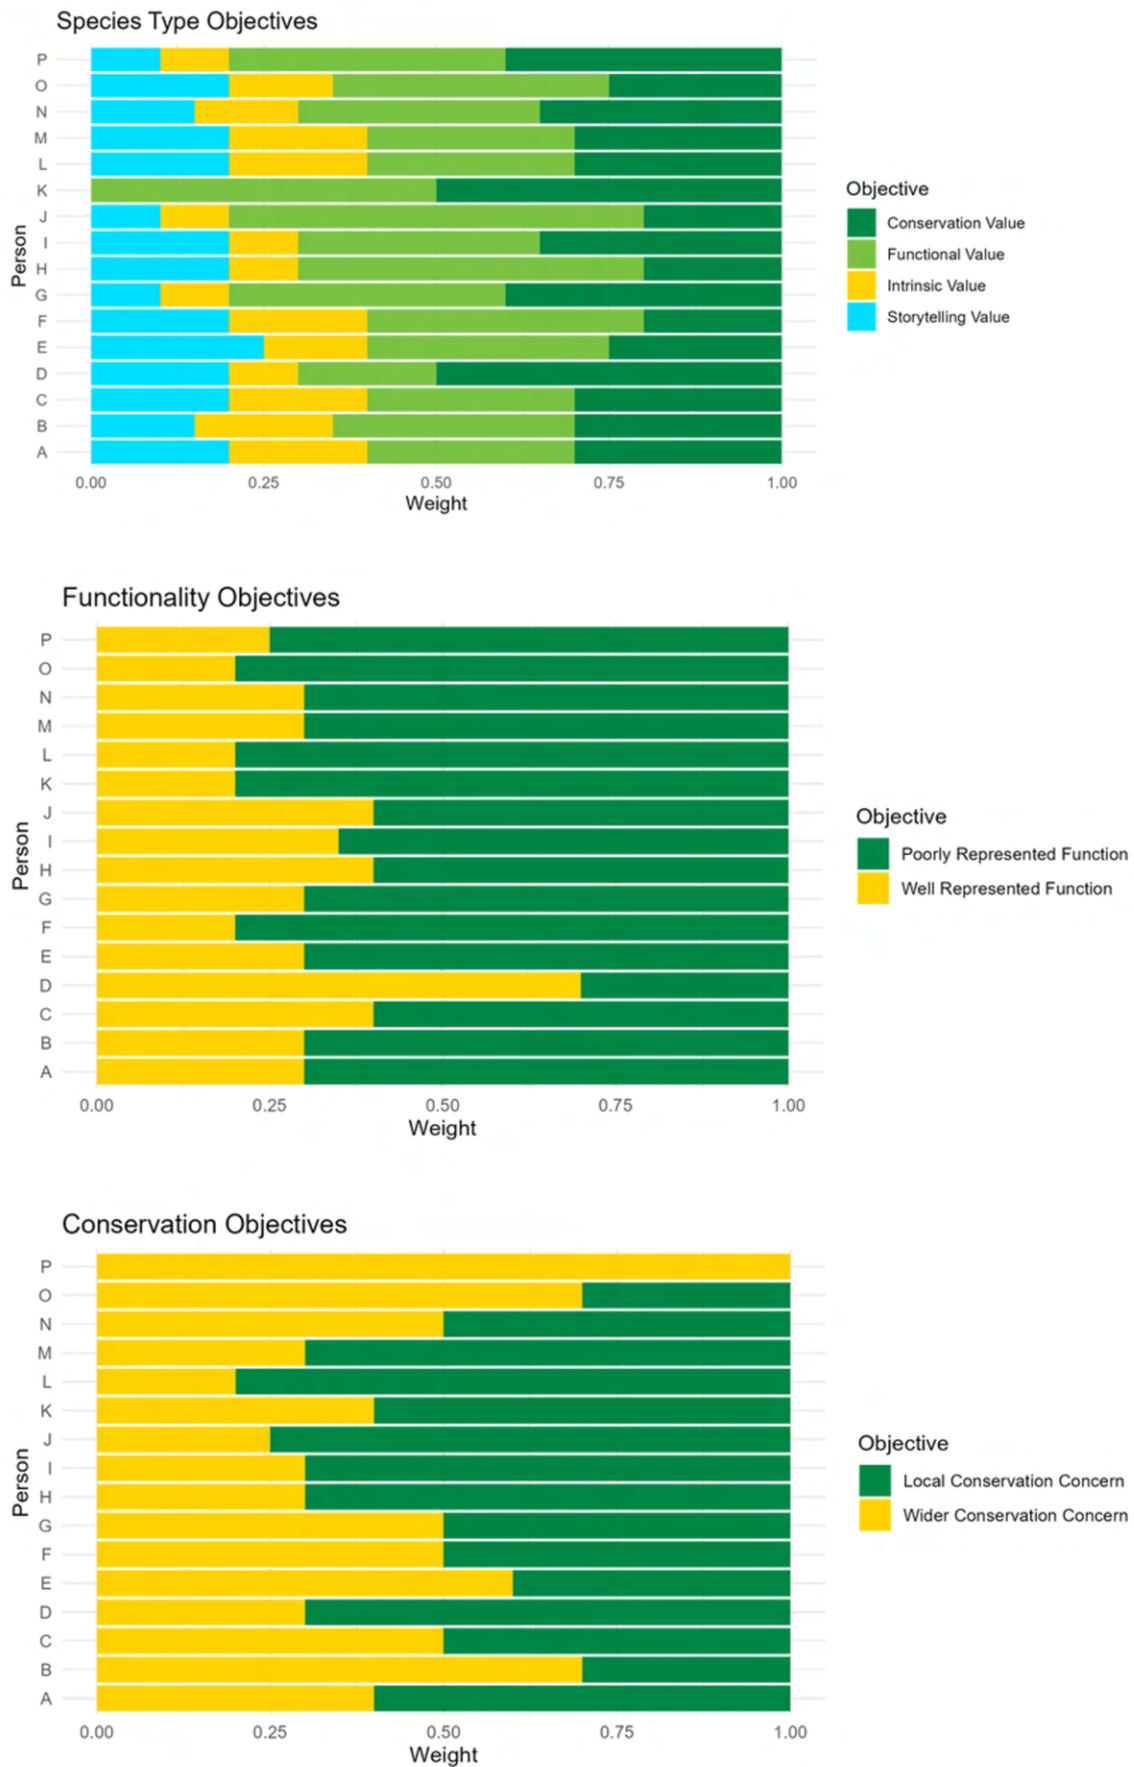 Species Type Objectives
P
O
N
M
L
K
J
I
H
G
F
E
D
C
B
A
Person
0.00 0.25 0.50 0.75 1.00
Weight
Objective
Conservation Value
Functional Value
Intrinsic Value
Storytelling Value
Functionality Objectives
P
O
N
M
L
K
J
I
H
G
F
E
D
C
B
A
Person
0.00 0.25 0.50 0.75 1.00
Weight
Objective
Poorly Represented Function
Well Represented Function
Conservation Objectives
P
O
N
M
L
K
J
I
H
G
F
E
D
C
B
A
Person
0.00 0.25 0.50 0.75 1.00
Weight
Objective
Local Conservation Concern
Wider Conservation Concern